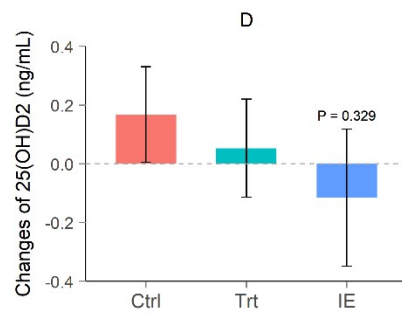 D
Changes of 25(OH)D2 (ng/mL)
0.4
0.2
0.0
-0.2
-0.4
P = 0.329
Ctrl
Trt
IE